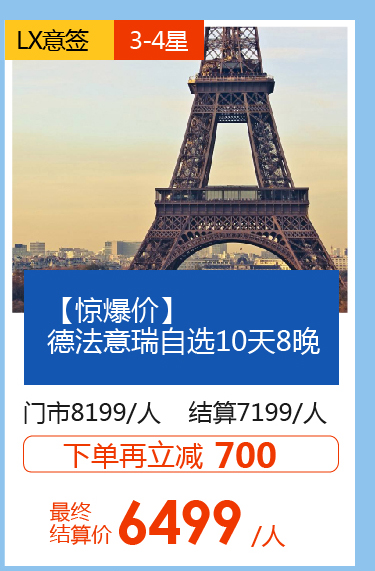 LX意签 3-4星
【惊爆价】
德法意瑞自选10天8晚
门市8199/人 结算7199/人
下单再立减 700
最终
结算价 6499 /人